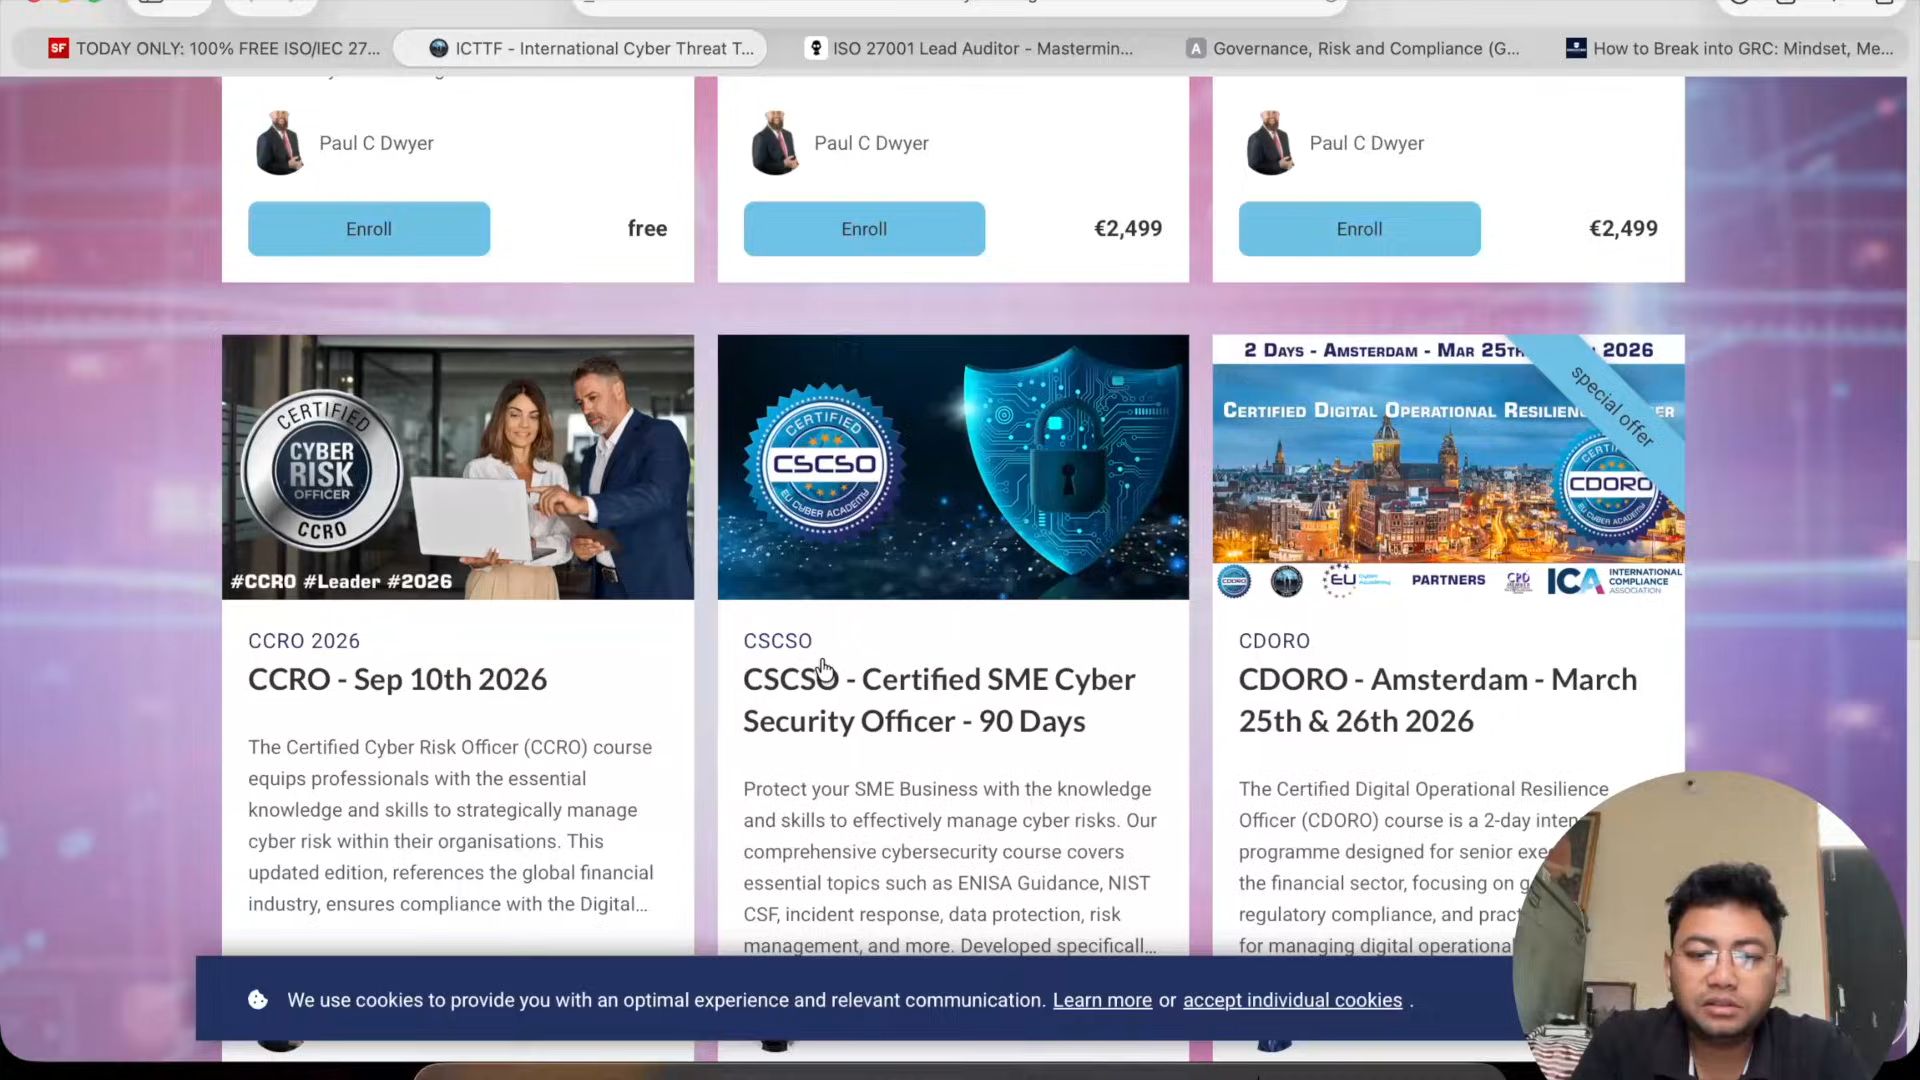 TODAY ONLY: 100% FREE ISO/IEC 27...
ICTTF - International Cyber Threat T...
ISO 27001 Lead Auditor - Mastermin...
Governance, Risk and Compliance (G...
How to Break into GRC: Mindset, Me...
Paul C Dwyer
Enroll
free
Paul C Dwyer
Enroll
€2,499
Paul C Dwyer
Enroll
€2,499
CERTIFIED
CYBER
RISK
OFFICER
CCRO
#CCRO #Leader #2026
CCRO 2026
CCRO - Sep 10th 2026
The Certified Cyber Risk Officer (CCRO) course
equips professionals with the essential
knowledge and skills to strategically manage
cyber risk within their organisations. This
updated edition, references the global financial
industry, ensures compliance with the Digital...
CERTIFIED
CSCSO
EU CYBER ACADEMY
CSCSO
CSCSO - Certified SME Cyber
Security Officer - 90 Days
Protect your SME Business with the knowledge
and skills to effectively manage cyber risks. Our
comprehensive cybersecurity course covers
essential topics such as ENISA Guidance, NIST
CSF, incident response, data protection, risk
management, and more. Developed specificall...
2 Days - Amsterdam - Mar 25th 2026
special offer
Certified Digital Operational
CDORO
EU CYBER ACADEMY
EU Cyber Academy
PARTNERS
CPD
ICA INTERNATIONAL
COMPLIANCE
ASSOCIATION
CDORO
CDORO - Amsterdam - March
25th & 26th 2026
The Certified Digital Operational Resilience
Officer (CDORO) course is a 2-day
programme designed for senior
the financial sector, focusing on
regulatory compliance, and
for managing digital operational
We use cookies to provide you with an optimal experience and relevant communication. Learn more or accept individual cookies .